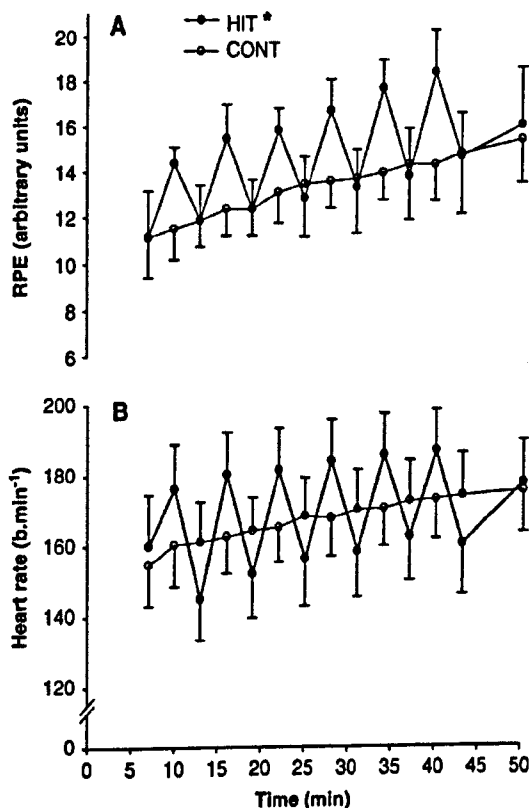 A
HIT *
CONT
RPE (arbitrary units)
20
18
16
14
12
10
8
6
B
Heart rate (b.min-1)
200
180
160
140
120
0
0 5 10 15 20 25 30 35 40 45 50
Time (min)